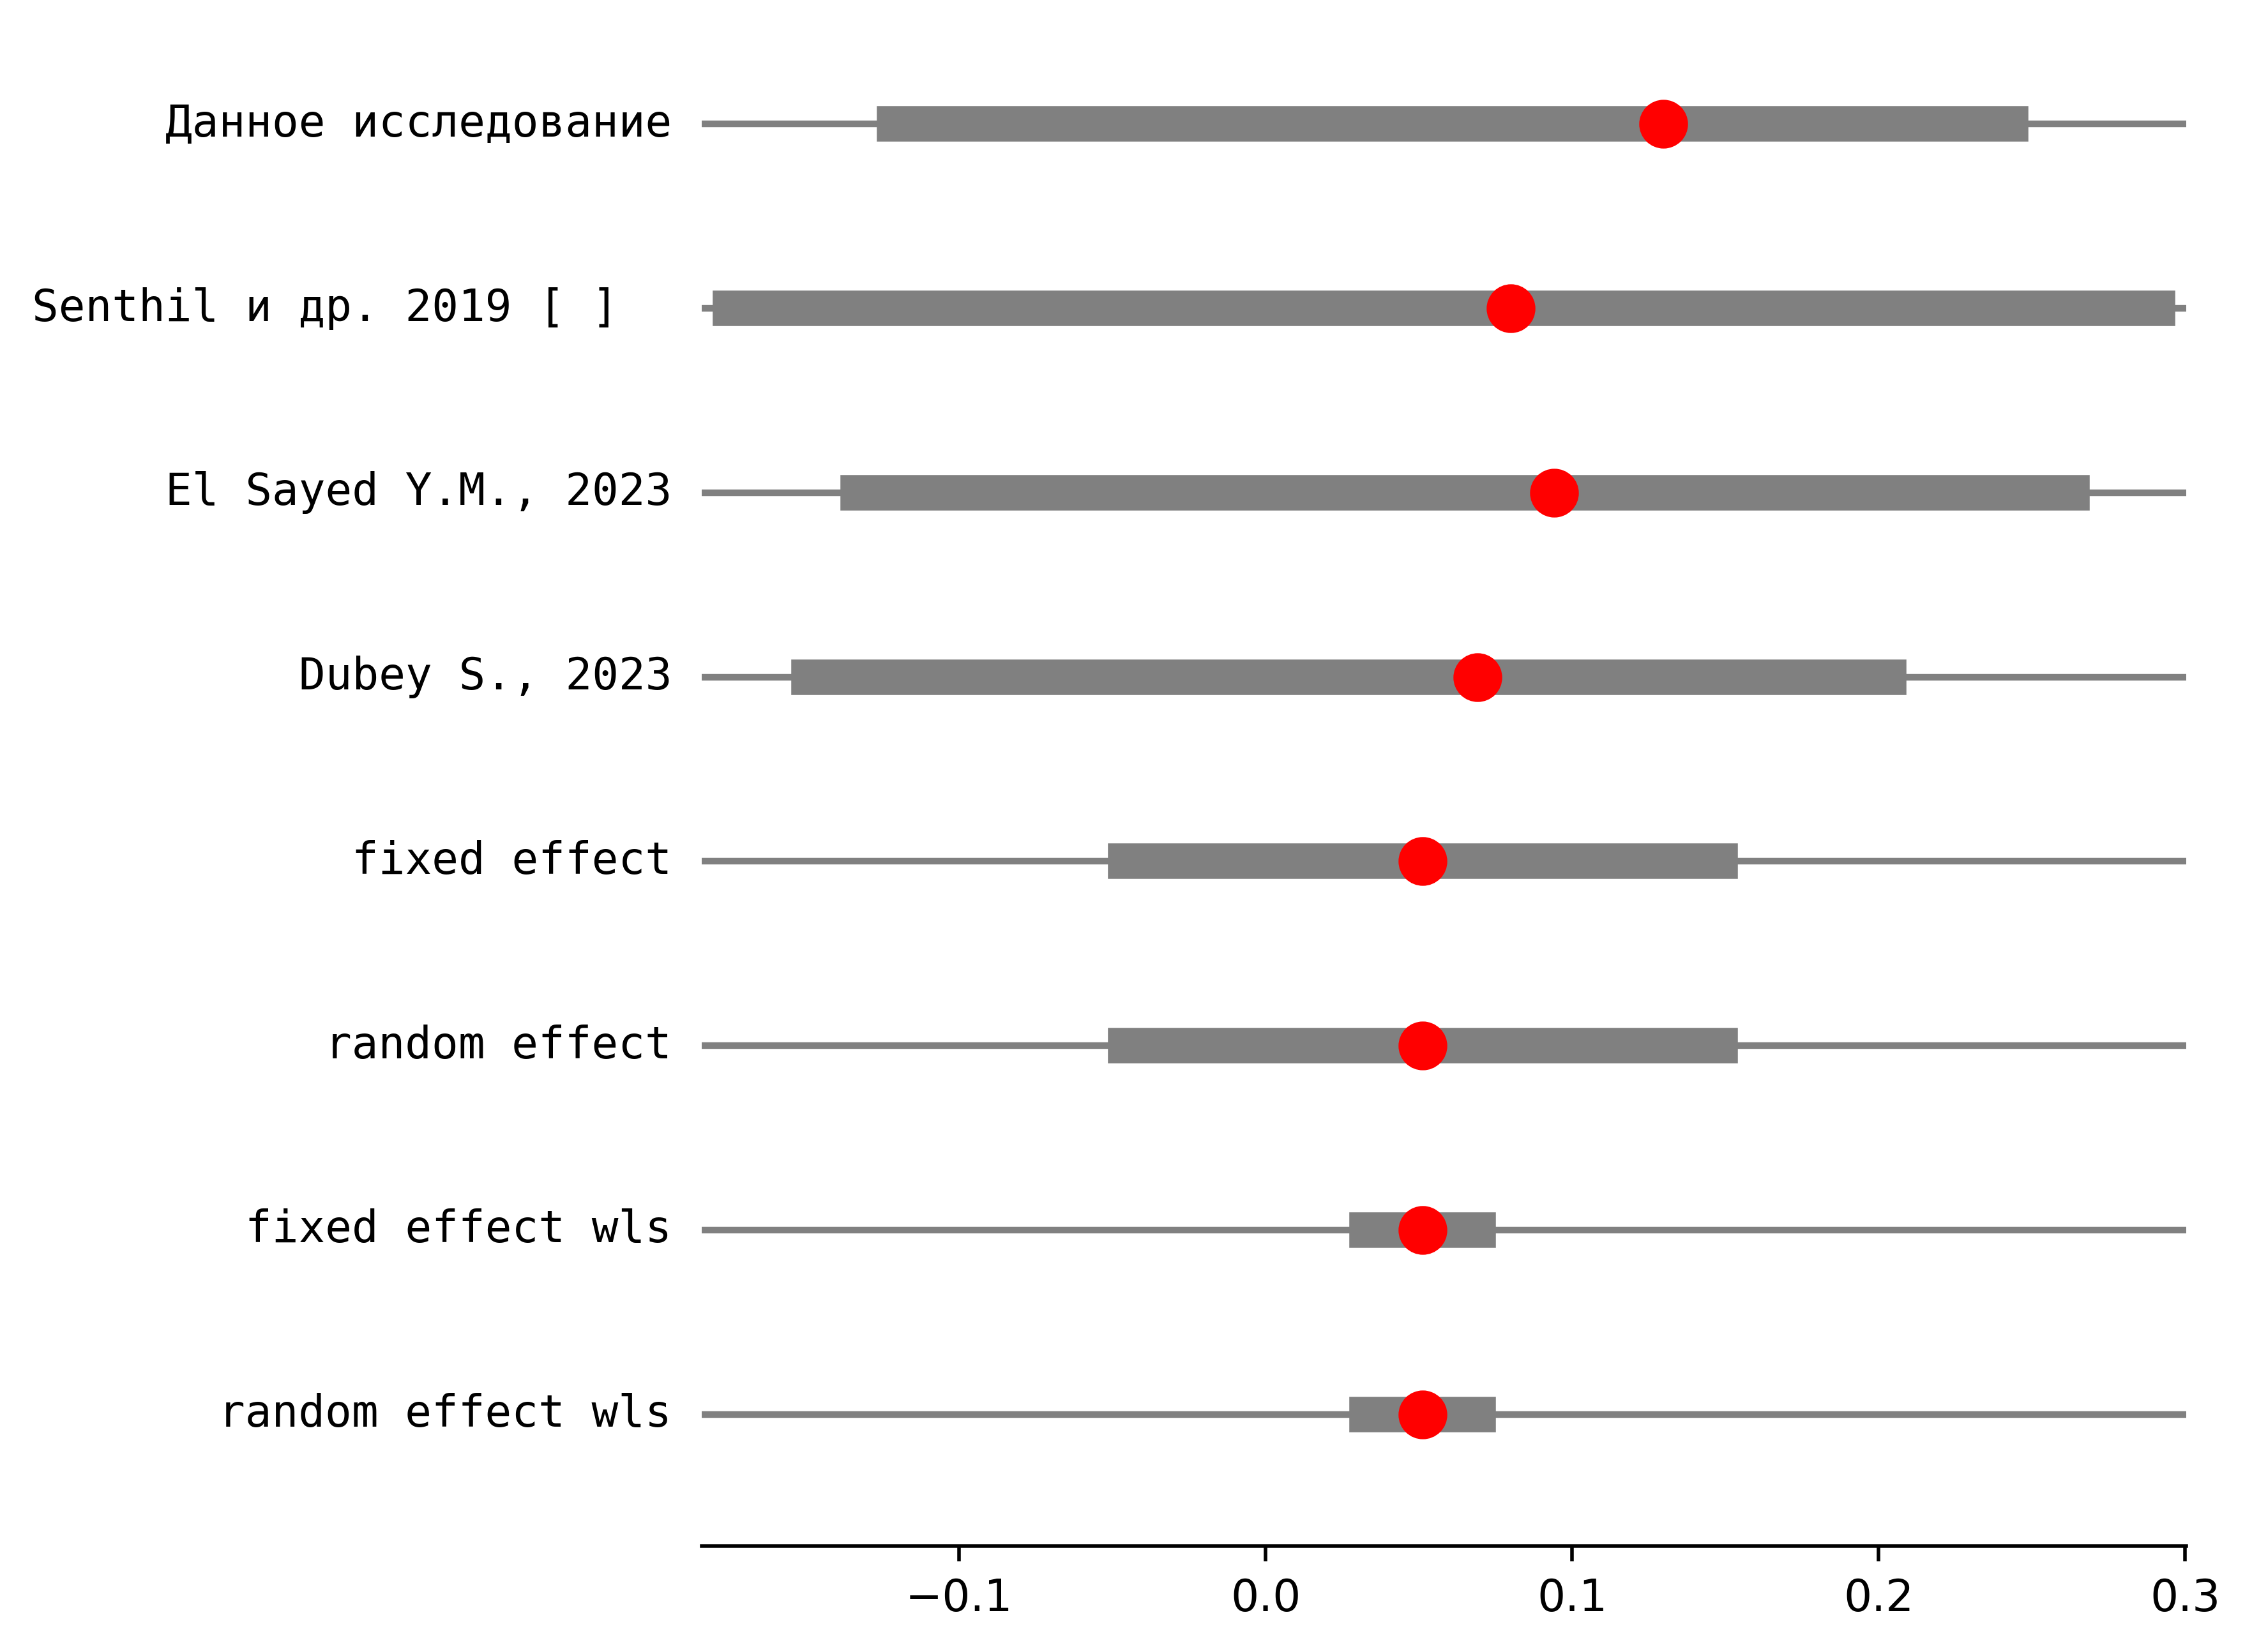 Данное исследование
Senthil и др. 2019 [ ]
El Sayed Y.M., 2023
Dubey S., 2023
fixed effect
random effect
fixed effect wls
random effect wls
−0.1 0.0 0.1 0.2 0.3